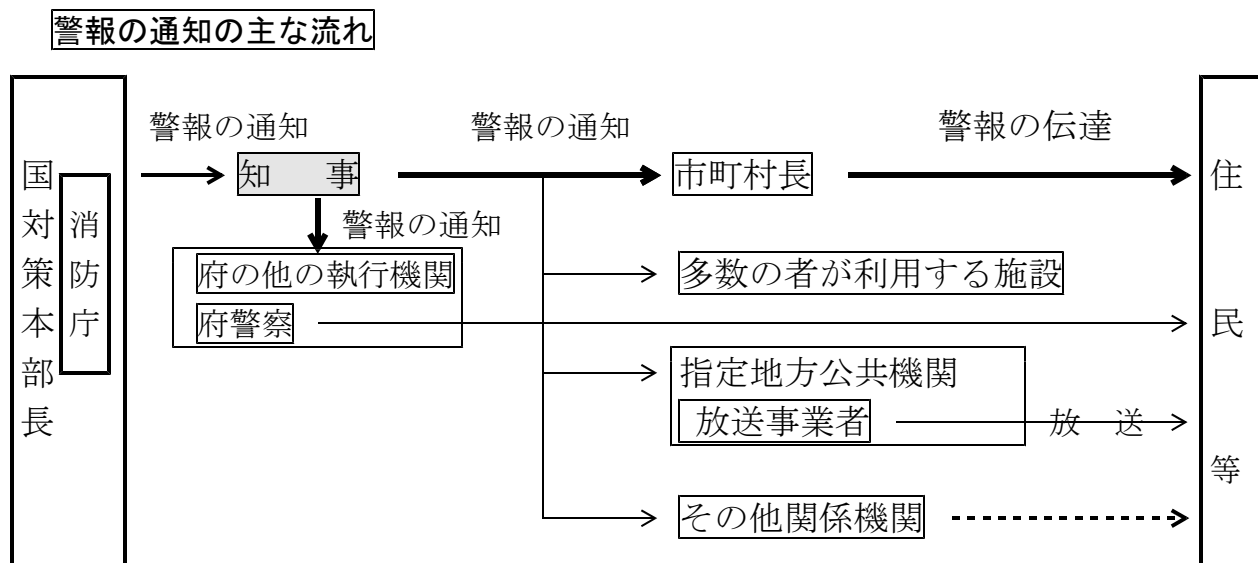 警報の通知の主な流れ
国対策本部長
消防庁
警報の通知
知　事
警報の通知
警報の通知
府の他の執行機関
府警察
市町村長
多数の者が利用する施設
指定地方公共機関
放送事業者
その他関係機関
警報の伝達
放　送
住民等